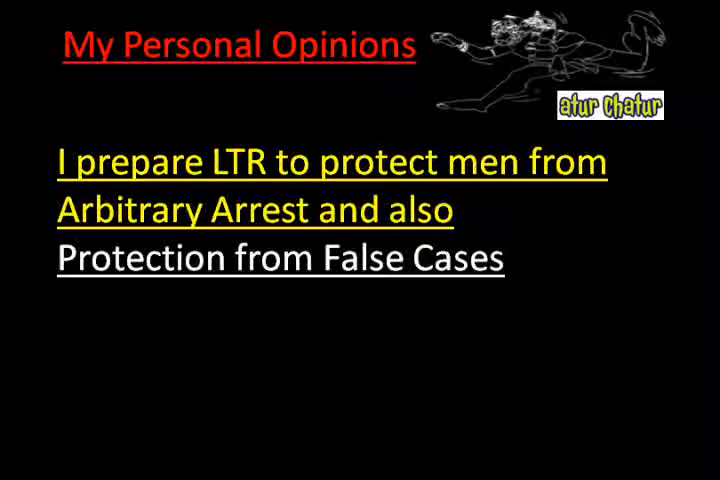 My Personal Opinions
atur chatur
I prepare LTR to protect men from
Arbitrary Arrest and also
Protection from False Cases